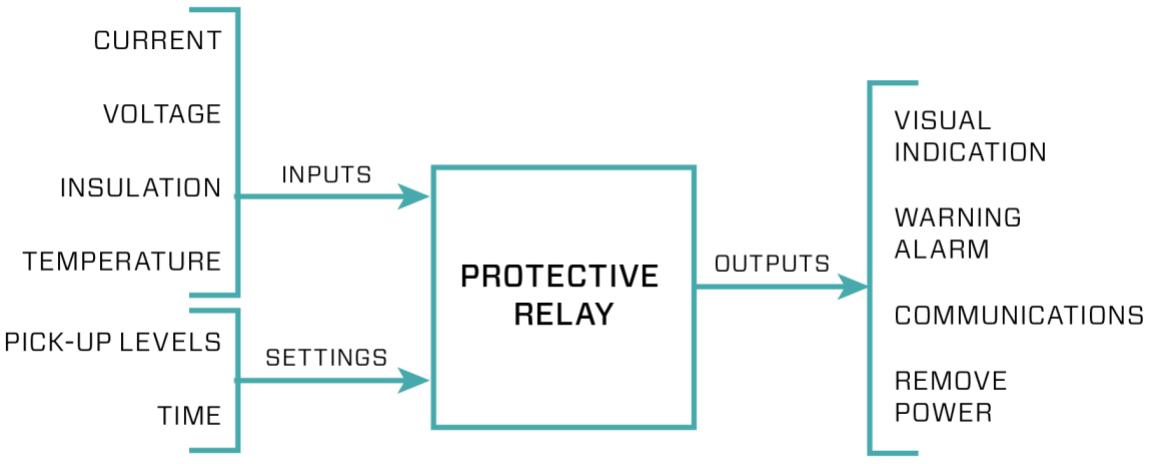 CURRENT
VOLTAGE
INSULATION
TEMPERATURE
INPUTS
PICK-UP LEVELS
TIME
SETTINGS
PROTECTIVE
RELAY
OUTPUTS
VISUAL
INDICATION
WARNING
ALARM
COMMUNICATIONS
REMOVE
POWER